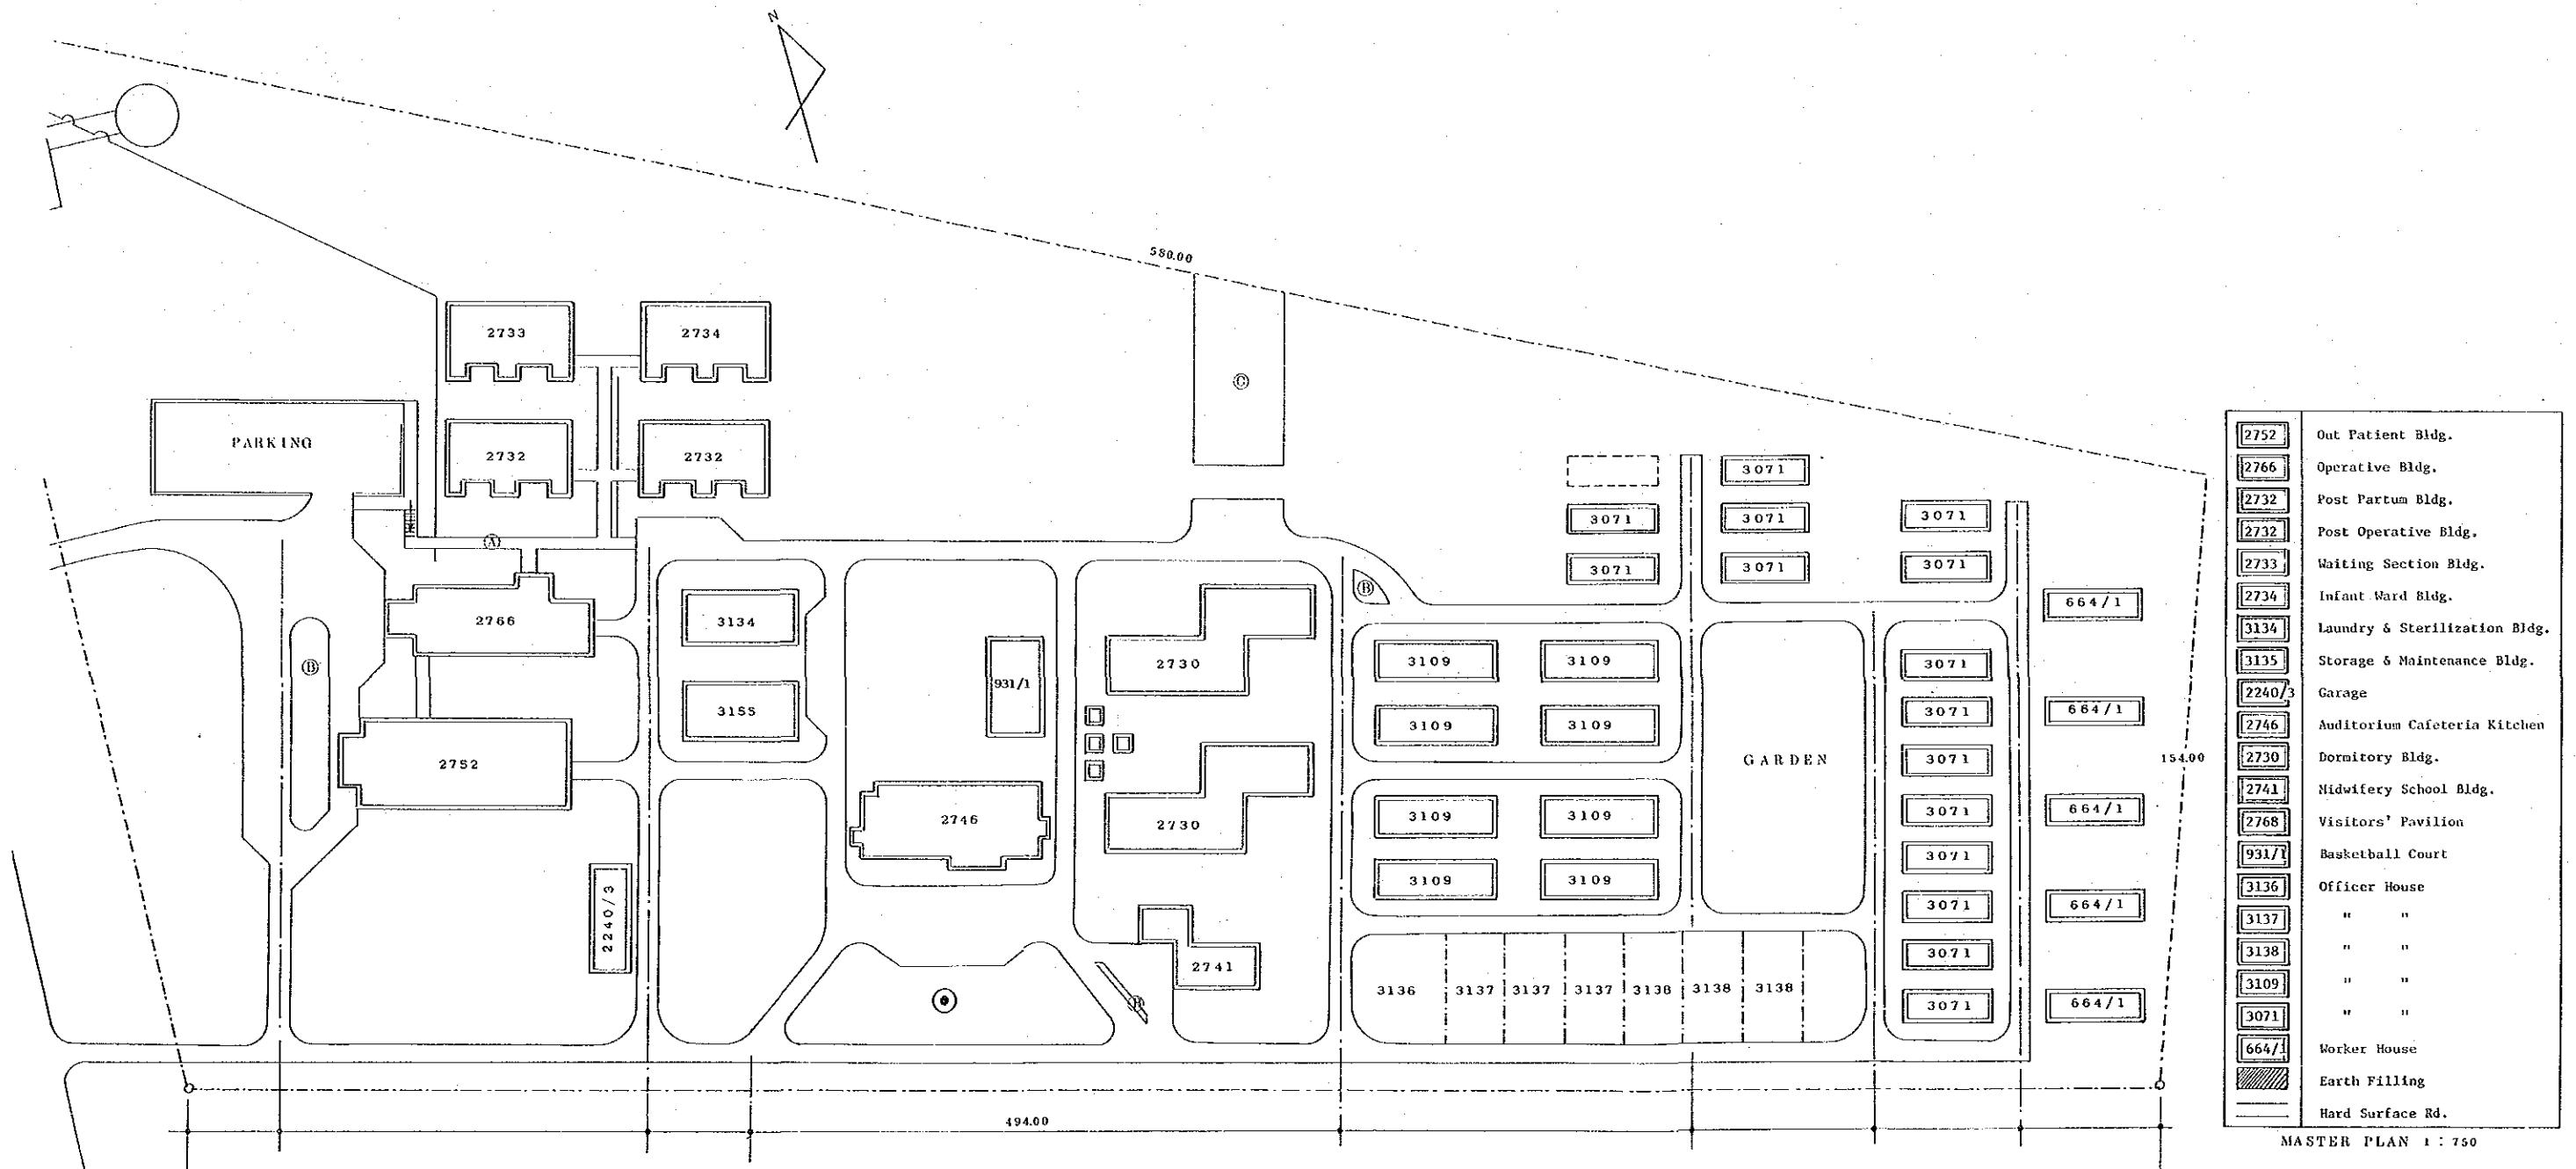 N
580.00
2733
2734
Ⓒ
PARKING
2732
2732
3071
3071
3071
3071
3071
3071
3071
Ⓐ
Ⓑ
2766
3134
664/1
2730
3109
3109
3071
Ⓑ
931/1
3155
3109
3109
3071
664/1
2752
GARDEN
3071
154.00
2746
2730
3109
3109
3071
664/1
3071
3109
3109
2240/3
3071
664/1
3071
2741
3136
3137
3137
3137
3138
3138
3138
Ⓑ
3071
664/1
494.00
2752 Out Patient Bldg.
2766 Operative Bldg.
2732 Post Partum Bldg.
2732 Post Operative Bldg.
2733 Waiting Section Bldg.
2734 Infant Ward Bldg.
3134 Laundry & Sterilization Bldg.
3135 Storage & Maintenance Bldg.
2240/3 Garage
2746 Auditorium Cafeteria Kitchen
2730 Dormitory Bldg.
2741 Midwifery School Bldg.
2768 Visitors' Pavilion
931/1 Basketball Court
3136 Officer House
3137 " "
3138 " "
3109 " "
3071 " "
664/1 Worker House
Earth Filling
Hard Surface Rd.
MASTER PLAN 1 : 750